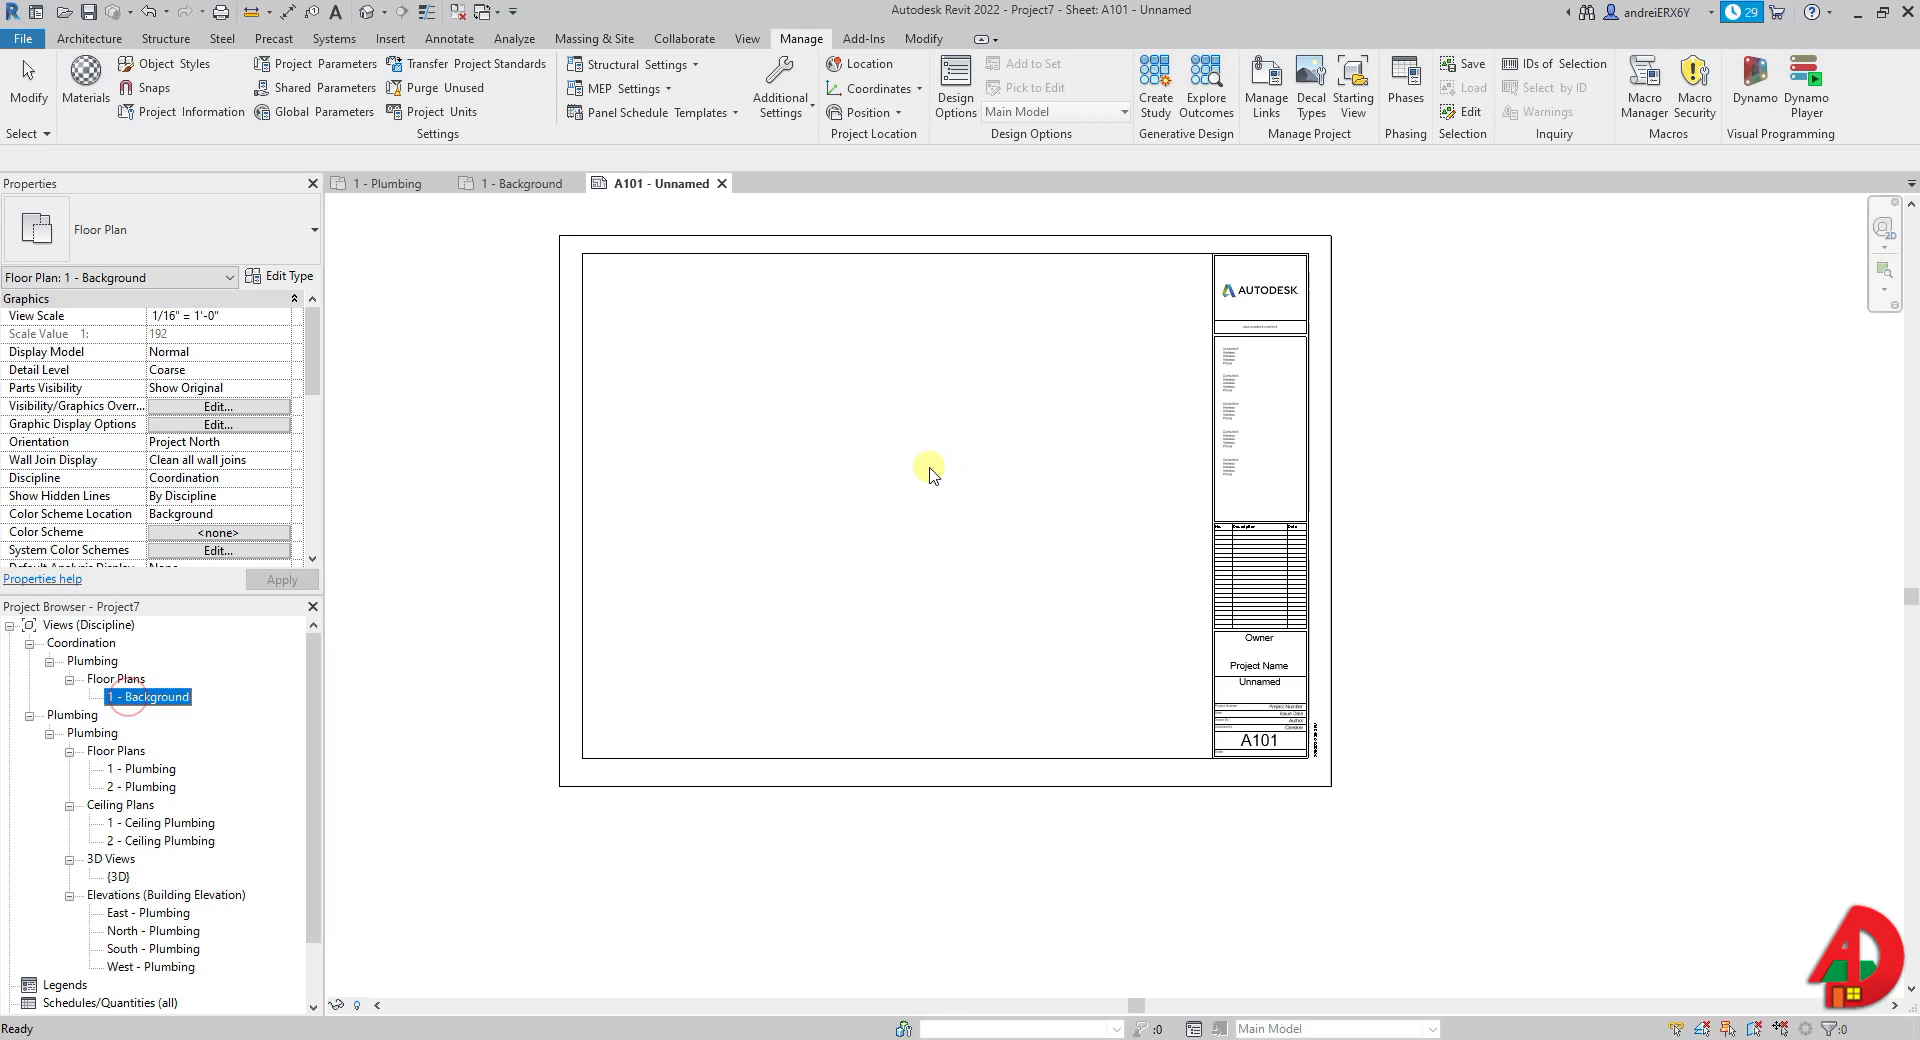 Autodesk Revit 2022 - Project7 - Sheet: A101 - Unnamed
andreiERX6Y
29
File Architecture Structure Steel Precast Systems Insert Annotate Analyze Massing & Site Collaborate View Manage Add-Ins Modify
Modify
Materials
Object Styles
Snaps
Project Information
Project Parameters
Shared Parameters
Global Parameters
Transfer Project Standards
Purge Unused
Project Units
Structural Settings
MEP Settings
Panel Schedule Templates
Additional Settings
Location
Coordinates
Position
Design Options
Add to Set
Pick to Edit
Main Model
Create Study
Explore Outcomes
Manage Links
Decal Types
Starting View
Phases
Save
Load
Edit
IDs of Selection
Select by ID
Warnings
Macro Manager
Macro Security
Dynamo
Dynamo Player
Select Settings Project Location Design Options Generative Design Manage Project Phasing Selection Inquiry Macros Visual Programming
Properties
1 - Plumbing
1 - Background
A101 - Unnamed
Floor Plan
Floor Plan: 1 - Background
Edit Type
Graphics
View Scale 1/16" = 1'-0"
Scale Value 1: 192
Display Model Normal
Detail Level Coarse
Parts Visibility Show Original
Visibility/Graphics Overr... Edit...
Graphic Display Options Edit...
Orientation Project North
Wall Join Display Clean all wall joins
Discipline Coordination
Show Hidden Lines By Discipline
Color Scheme Location Background
Color Scheme <none>
System Color Schemes Edit...
Properties help
Apply
Project Browser - Project7
Views (Discipline)
Coordination
Plumbing
Floor Plans
1 - Background
Plumbing
Plumbing
Floor Plans
1 - Plumbing
2 - Plumbing
Ceiling Plans
1 - Ceiling Plumbing
2 - Ceiling Plumbing
3D Views
{3D}
Elevations (Building Elevation)
East - Plumbing
North - Plumbing
South - Plumbing
West - Plumbing
Legends
Schedules/Quantities (all)
AUTODESK
No. Description Date
Owner
Project Name
Unnamed
Project Number
Issue Date
Author
Checker
A101
2D
Ready
:0
Main Model
:0